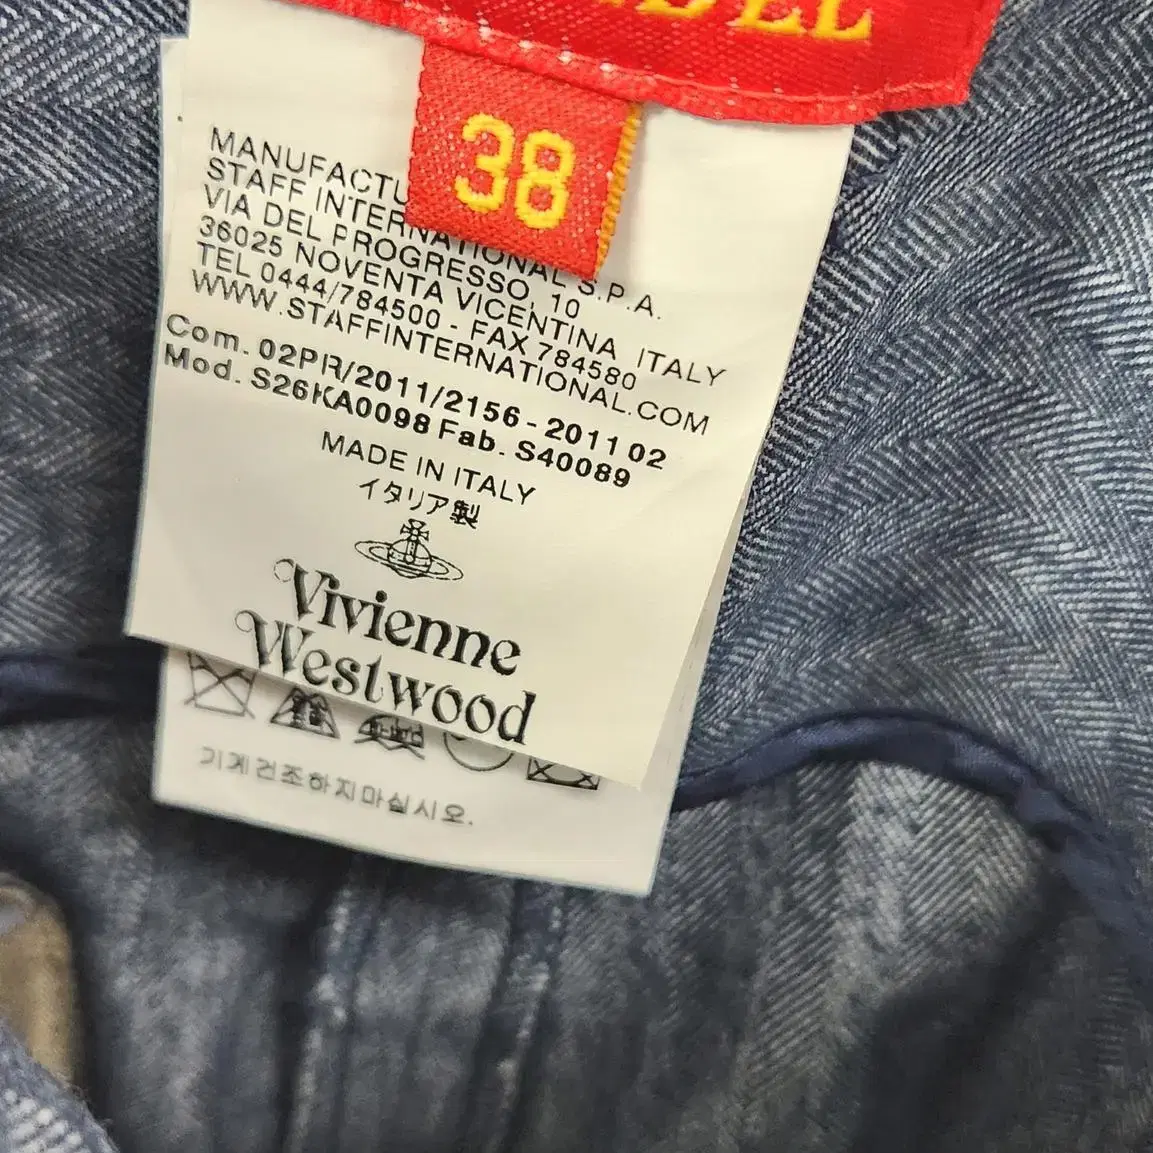 38
MANUFACTU
STAFF INTERNATIONAL S.P.A.
VIA DEL PROGRESSO, 10
36025 NOVENTA VICENTINA ITALY
TEL 0444/784500 - FAX 784580
WWW.STAFFINTERNATIONAL.COM
Com. 02PR/2011/2156 - 2011 02
Mod. S26KA0098 Fab. S40089
MADE IN ITALY
イタリア製
Vivienne
Westwood
기계건조하지마십시오.